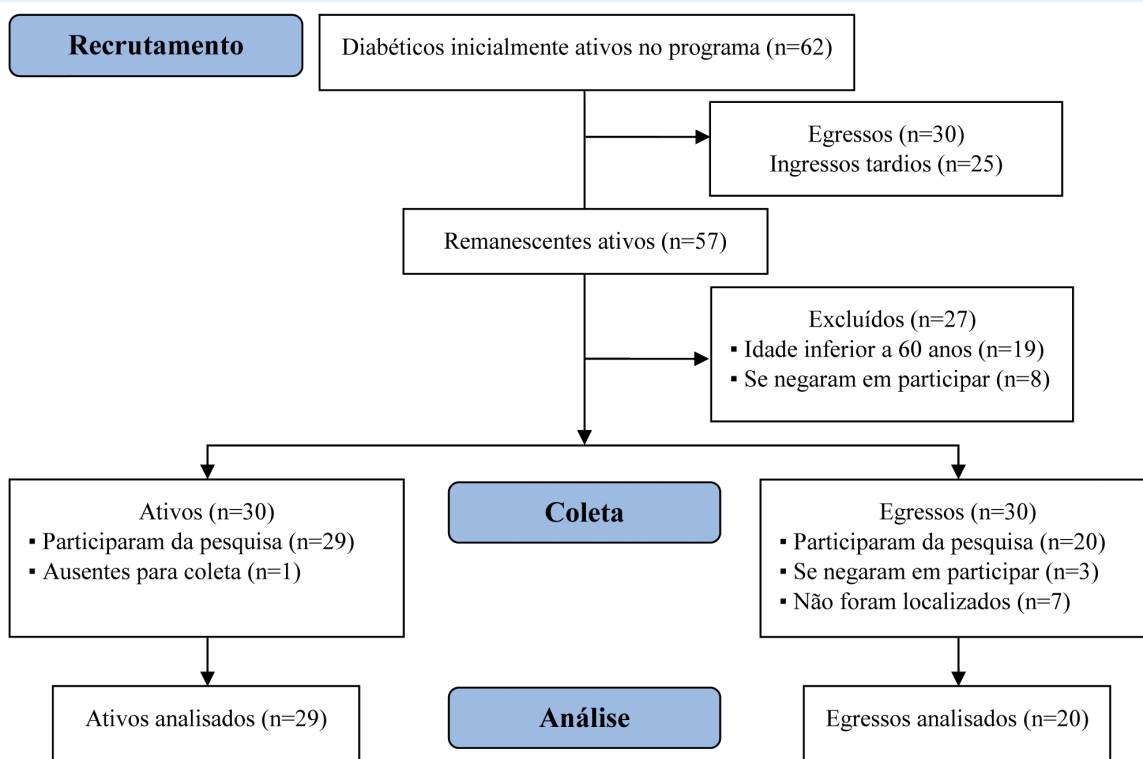 Recrutamento
Diabéticos inicialmente ativos no programa (n=62)
Egressos (n=30)
Ingressos tardios (n=25)
Remanescentes ativos (n=57)
Excluídos (n=27)
▪ Idade inferior a 60 anos (n=19)
▪ Se negaram em participar (n=8)
Ativos (n=30)
▪ Participaram da pesquisa (n=29)
▪ Ausentes para coleta (n=1)
Coleta
Egressos (n=30)
▪ Participaram da pesquisa (n=20)
▪ Se negaram em participar (n=3)
▪ Não foram localizados (n=7)
Ativos analisados (n=29)
Análise
Egressos analisados (n=20)